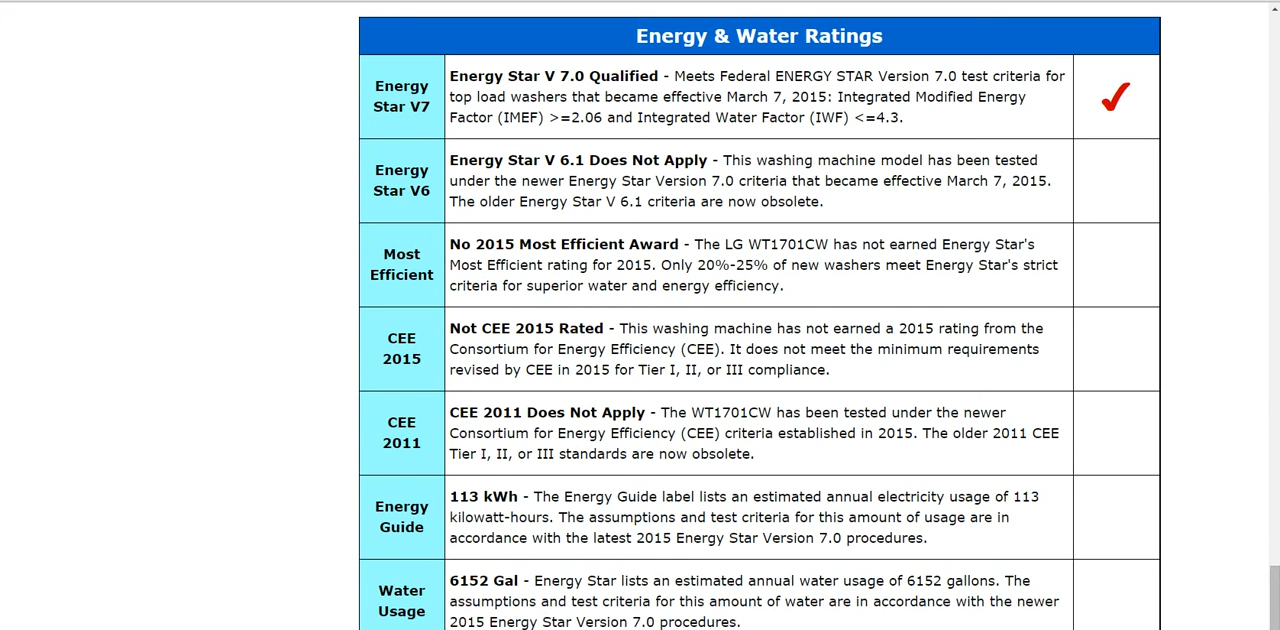 Energy & Water Ratings
Energy
Star V7
Energy Star V 7.0 Qualified - Meets Federal ENERGY STAR Version 7.0 test criteria for
top load washers that became effective March 7, 2015: Integrated Modified Energy
Factor (IMEF) >=2.06 and Integrated Water Factor (IWF) <=4.3.
Energy
Star V6
Energy Star V 6.1 Does Not Apply - This washing machine model has been tested
under the newer Energy Star Version 7.0 criteria that became effective March 7, 2015.
The older Energy Star V 6.1 criteria are now obsolete.
Most
Efficient
No 2015 Most Efficient Award - The LG WT1701CW has not earned Energy Star's
Most Efficient rating for 2015. Only 20%-25% of new washers meet Energy Star's strict
criteria for superior water and energy efficiency.
CEE
2015
Not CEE 2015 Rated - This washing machine has not earned a 2015 rating from the
Consortium for Energy Efficiency (CEE). It does not meet the minimum requirements
revised by CEE in 2015 for Tier I, II, or III compliance.
CEE
2011
CEE 2011 Does Not Apply - The WT1701CW has been tested under the newer
Consortium for Energy Efficiency (CEE) criteria established in 2015. The older 2011 CEE
Tier I, II, or III standards are now obsolete.
Energy
Guide
113 kWh - The Energy Guide label lists an estimated annual electricity usage of 113
kilowatt-hours. The assumptions and test criteria for this amount of usage are in
accordance with the latest 2015 Energy Star Version 7.0 procedures.
Water
Usage
6152 Gal - Energy Star lists an estimated annual water usage of 6152 gallons. The
assumptions and test criteria for this amount of water are in accordance with the newer
2015 Energy Star Version 7.0 procedures.